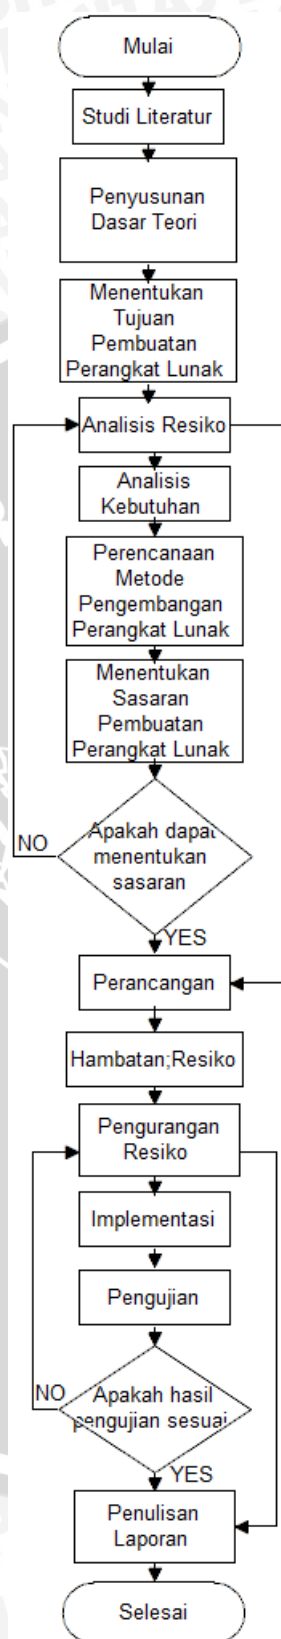 Mulai
Studi Literatur
Penyusunan
Dasar Teori
Menentukan
Tujuan
Pembuatan
Perangkat Lunak
Analisis Resiko
Analisis
Kebutuhan
Perencanaan
Metode
Pengembangan
Perangkat Lunak
Menentukan
Sasaran
Pembuatan
Perangkat Lunak
Apakah dapat
menentukan
sasaran
NO
YES
Perancangan
Hambatan;Resiko
Pengurangan
Resiko
Implementasi
Pengujian
Apakah hasil
pengujian sesuai
NO
YES
Penulisan
Laporan
Selesai